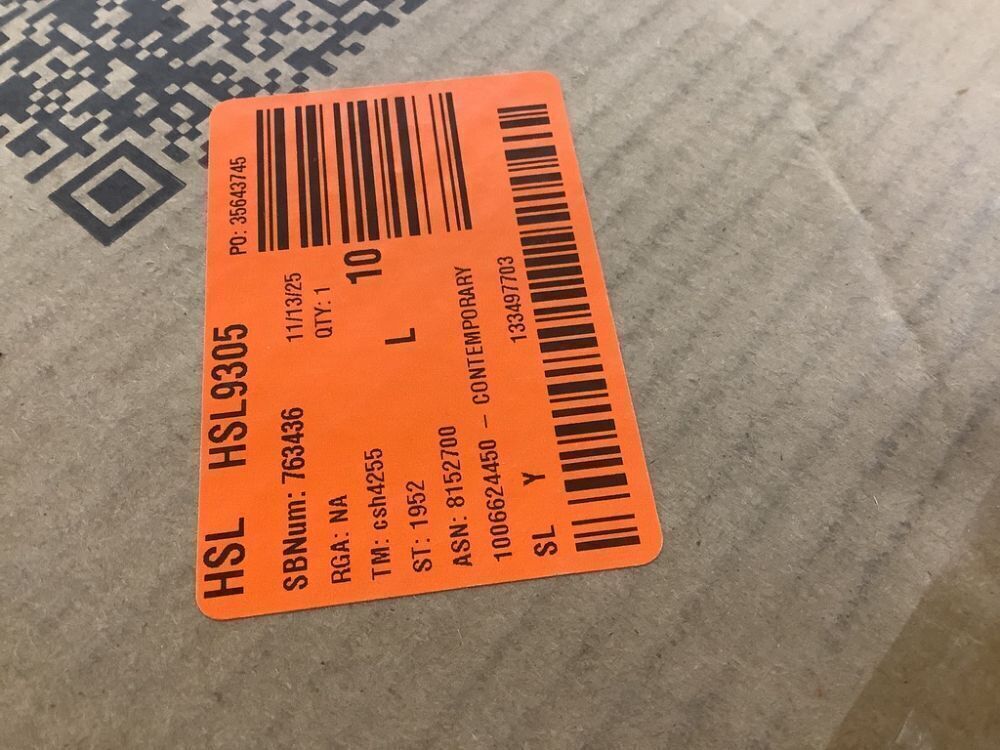 HSL HSL9305 PO: 35643745
SBNum: 763436 11/13/25
RGA: NA QTY: 1
TM: csh4255 10
ST: 1952 L
ASN: 8152700
1006624450 – CONTEMPORARY
SL Y 133497703